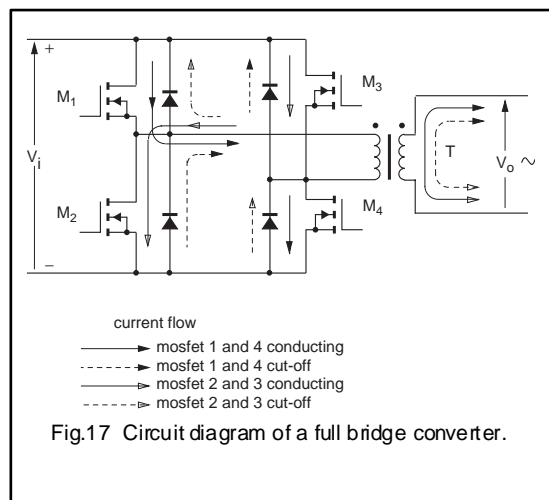 +
M1
M3
T
Vi
Vo ~
M2
M4
−
current flow
mosfet 1 and 4 conducting
mosfet 1 and 4 cut-off
mosfet 2 and 3 conducting
mosfet 2 and 3 cut-off
Fig.17 Circuit diagram of a full bridge converter.